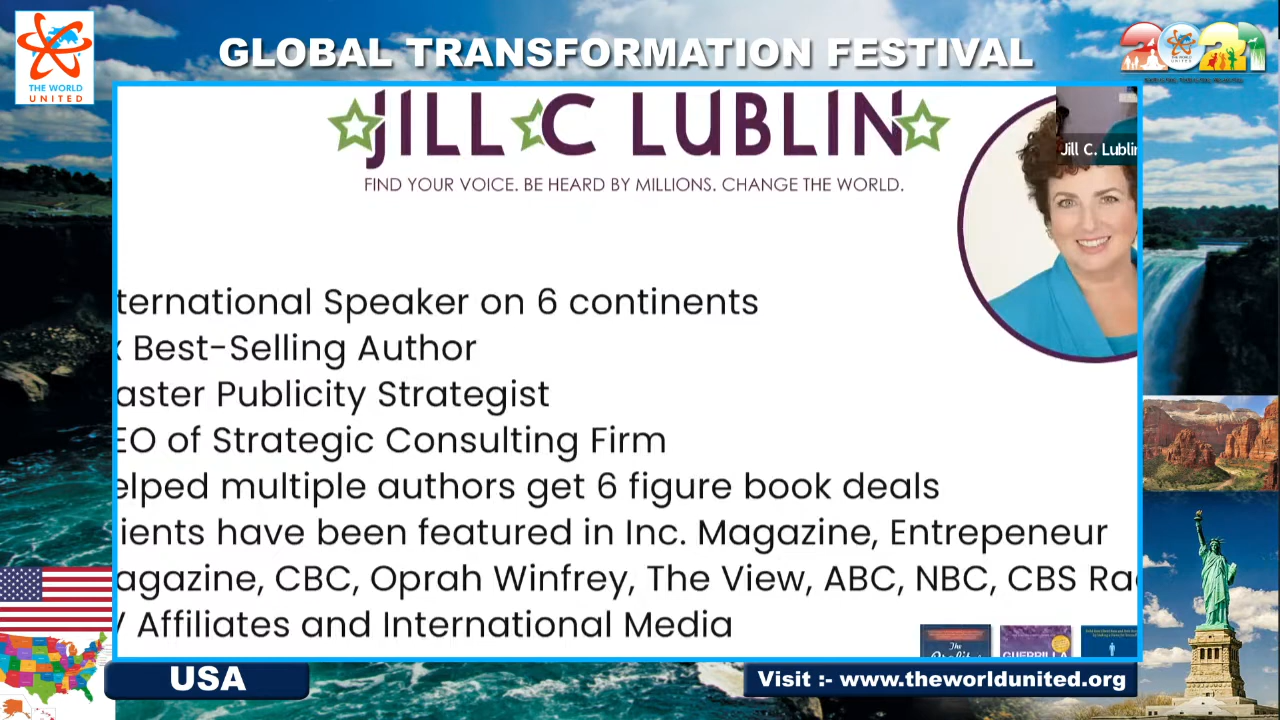 GLOBAL TRANSFORMATION FESTIVAL
THE WORLD
UNITED
2021
JILL C LUBLIN
Jill C. Lublin
FIND YOUR VOICE. BE HEARD BY MILLIONS. CHANGE THE WORLD.
ternational Speaker on 6 continents
x Best-Selling Author
aster Publicity Strategist
EO of Strategic Consulting Firm
elped multiple authors get 6 figure book deals
ients have been featured in Inc. Magazine, Entrepeneur
agazine, CBC, Oprah Winfrey, The View, ABC, NBC, CBS Ra
V Affiliates and International Media
The
GUERRILLA
USA
Visit :- www.theworldunited.org